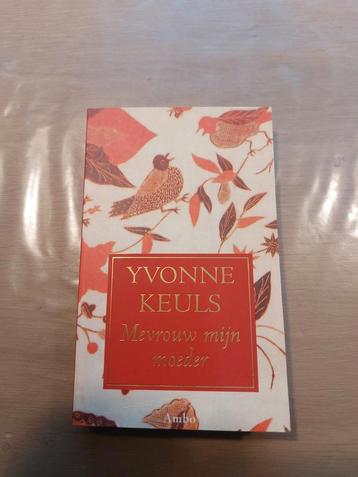 YVONNE
KEULS
Mevrouw mijn
moeder
Ambo